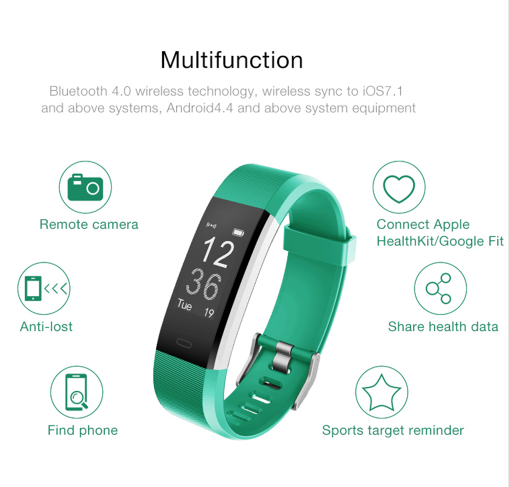 Multifunction
Bluetooth 4.0 wireless technology, wireless sync to iOS7.1
and above systems, Android4.4 and above system equipment
Remote camera
Connect Apple
HealthKit/Google Fit
12
36
Tue 19
Anti-lost
Share health data
Find phone
Sports target reminder